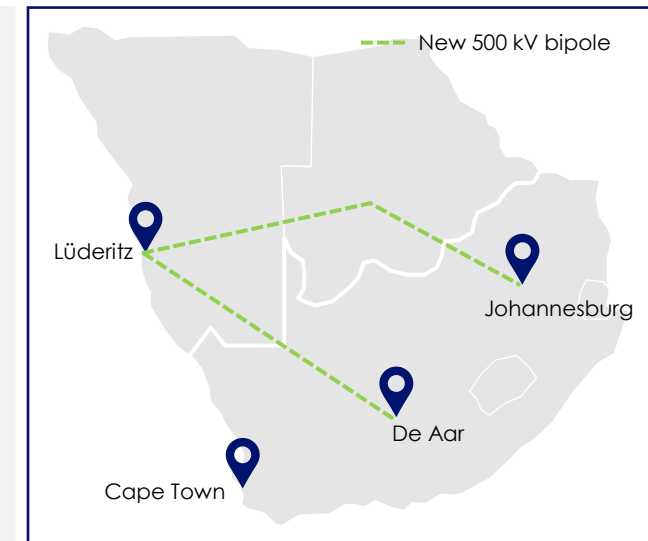 New 500 kV bipole
Lüderitz
Johannesburg
De Aar
Cape Town